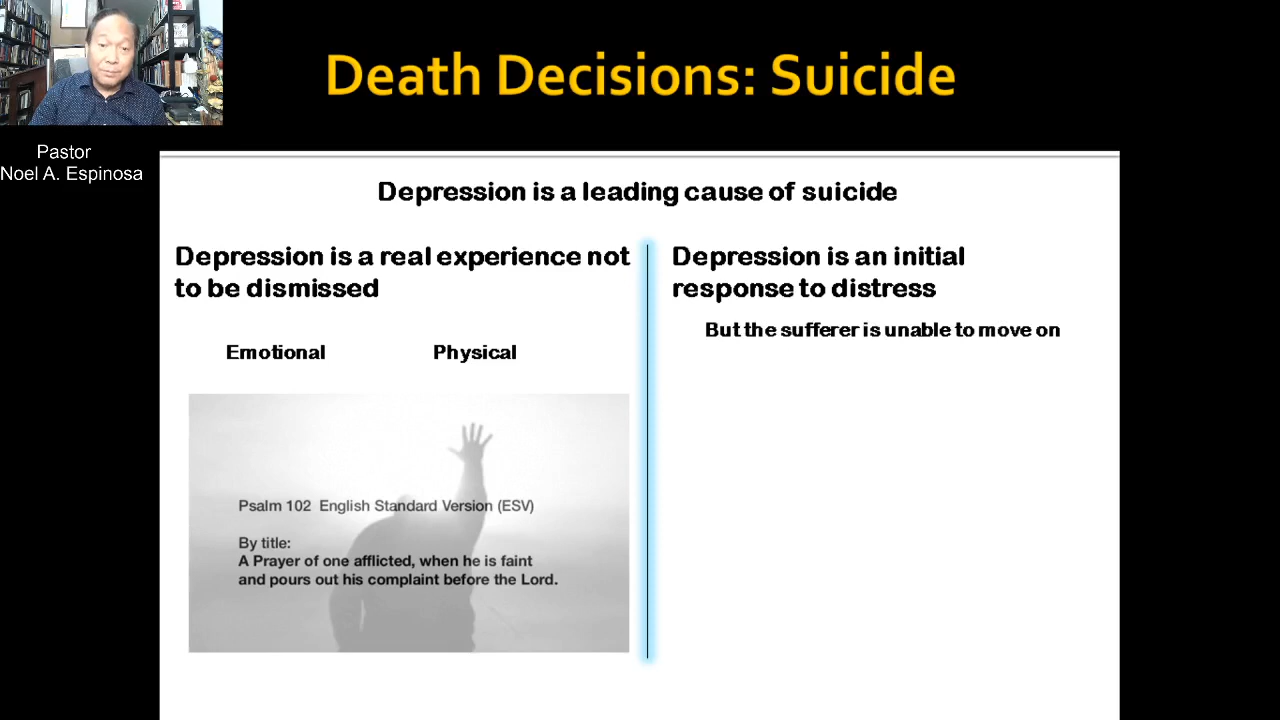 Death Decisions: Suicide
Pastor
Noel A. Espinosa
Depression is a leading cause of suicide
Depression is a real experience not
to be dismissed
Emotional
Physical
Psalm 102 English Standard Version (ESV)
By title:
A Prayer of one afflicted, when he is faint
and pours out his complaint before the Lord.
Depression is an initial
response to distress
But the sufferer is unable to move on